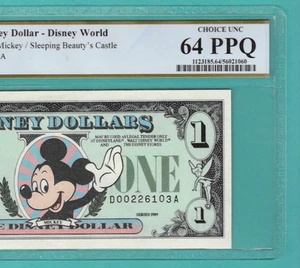 ey Dollar - Disney World
Mickey / Sleeping Beauty's Castle
A
CHOICE UNC
64 PPQ
1123185.64/56021060
NEY DOLLARS
MAY BE USED AS LEGAL TENDER ONLY
AT DISNEYLAND®, WALT DISNEY WORLD®
AND THE DISNEY STORES
1
ONE
D00226103A
SERIES 1989
MICKEY
E DISNEY DOLLAR
1